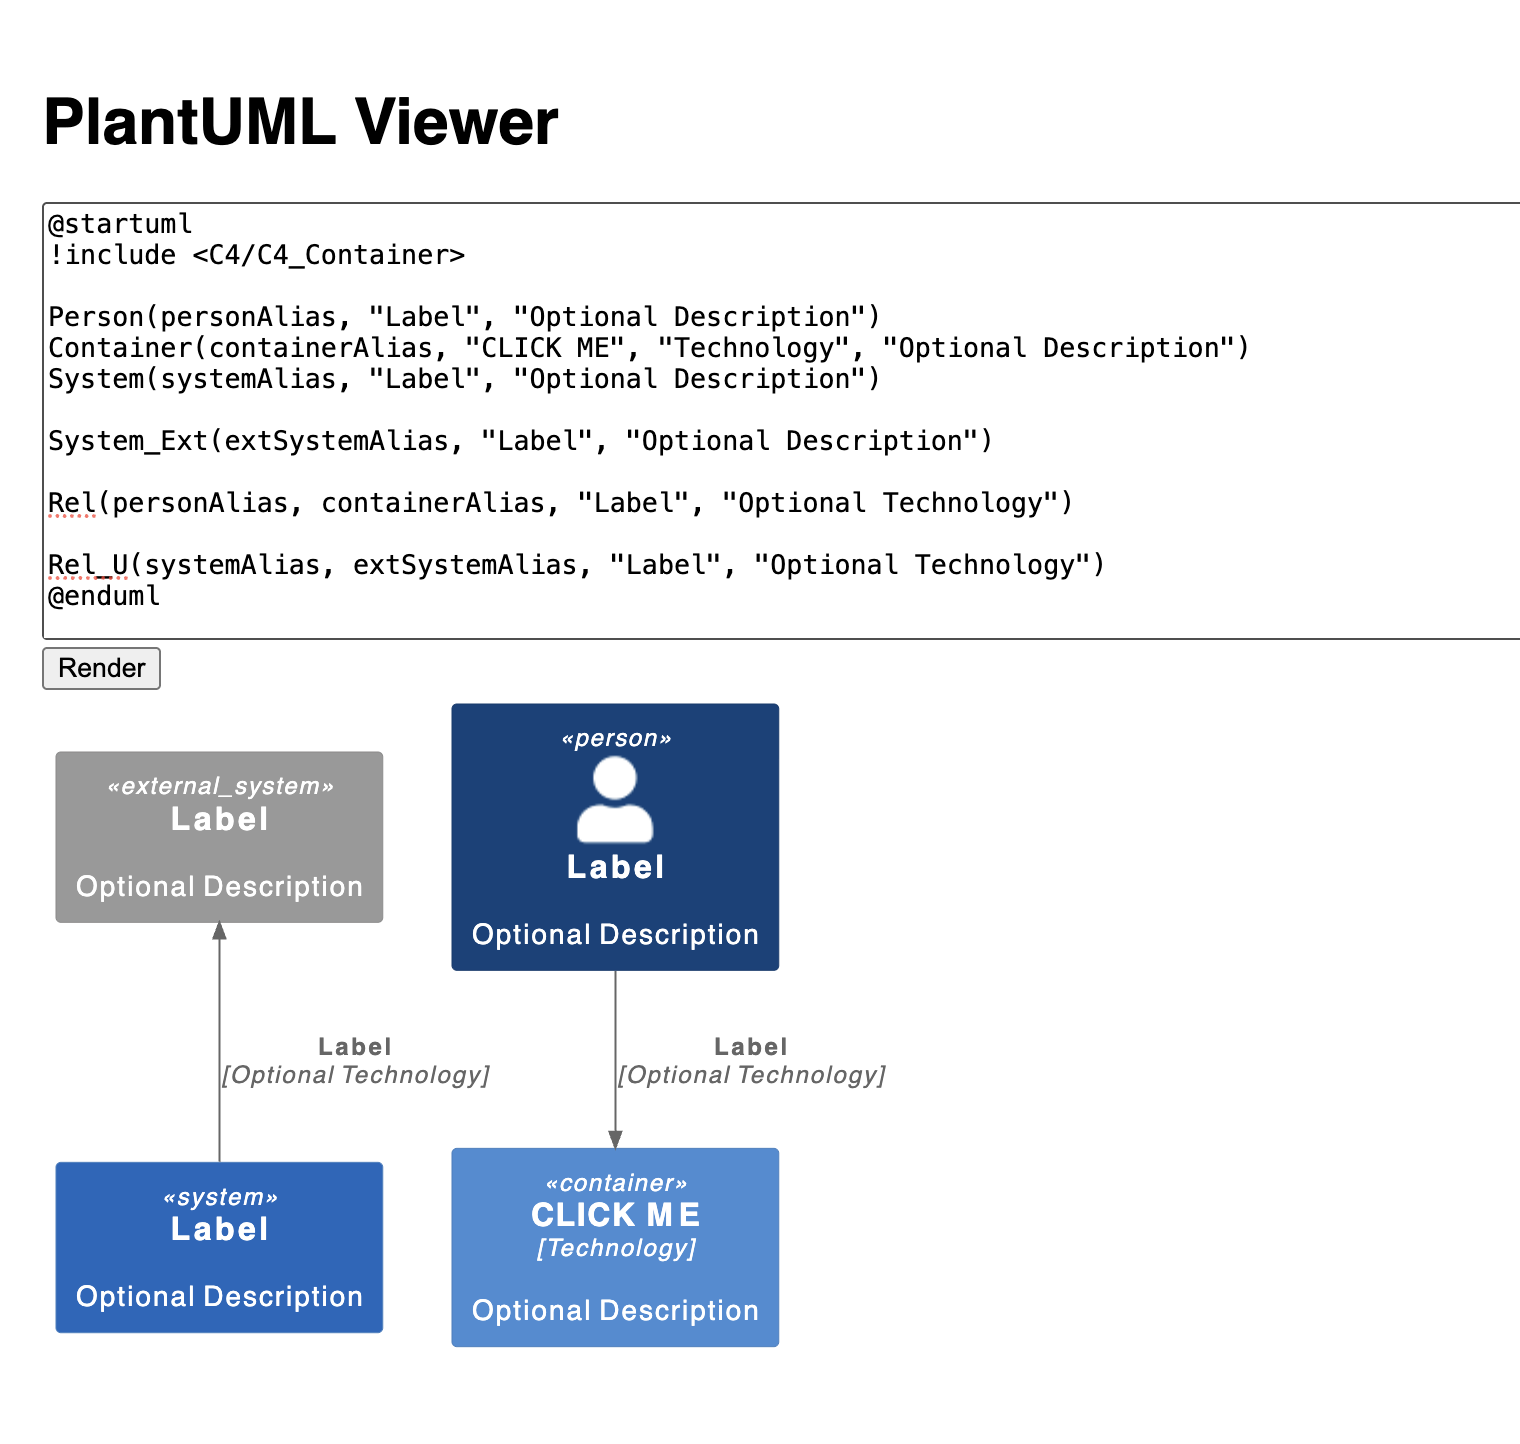 PlantUML Viewer
@startuml
!include <C4/C4_Container>
Person(personAlias, "Label", "Optional Description")
Container(containerAlias, "CLICK ME", "Technology", "Optional Description")
System(systemAlias, "Label", "Optional Description")
System_Ext(extSystemAlias, "Label", "Optional Description")
Rel(personAlias, containerAlias, "Label", "Optional Technology")
Rel_U(systemAlias, extSystemAlias, "Label", "Optional Technology")
@enduml
Render
«external_system»
Label
Optional Description
«person»
Label
Optional Description
Label
[Optional Technology]
Label
[Optional Technology]
«system»
Label
Optional Description
«container»
CLICK ME
[Technology]
Optional Description